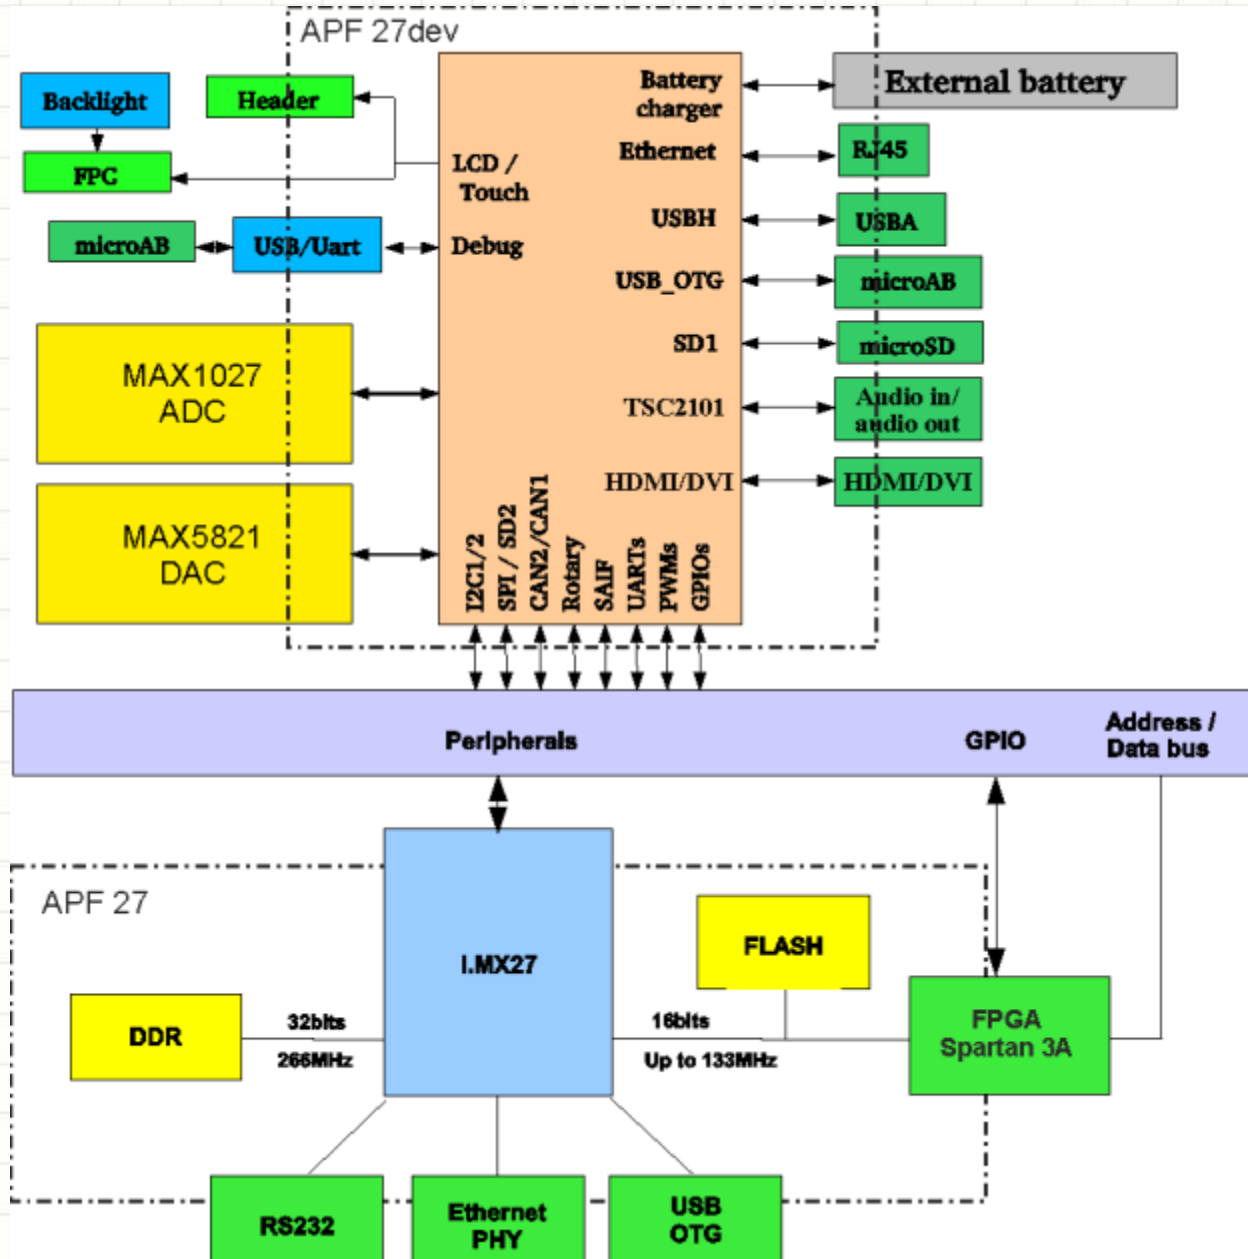 APF 27dev
Battery
charger
External battery
Backlight
Header
Ethernet
RJ45
LCD /
Touch
FPC
USBH
USBA
microAB
USB/Uart
Debug
USB_OTG
microAB
SD1
microSD
MAX1027
ADC
TSC2101
Audio in/
audio out
HDMI/DVI
HDMI/DVI
MAX5821
DAC
I2C1/2
SPI / SD2
CAN2/CAN1
Rotary
SAIF
UARTs
PWMs
GPIOs
Peripherals
GPIO
Address /
Data bus
APF 27
I.MX27
FLASH
DDR
32bits
266MHz
16bits
Up to 133MHz
FPGA
Spartan 3A
RS232
Ethernet
PHY
USB
OTG